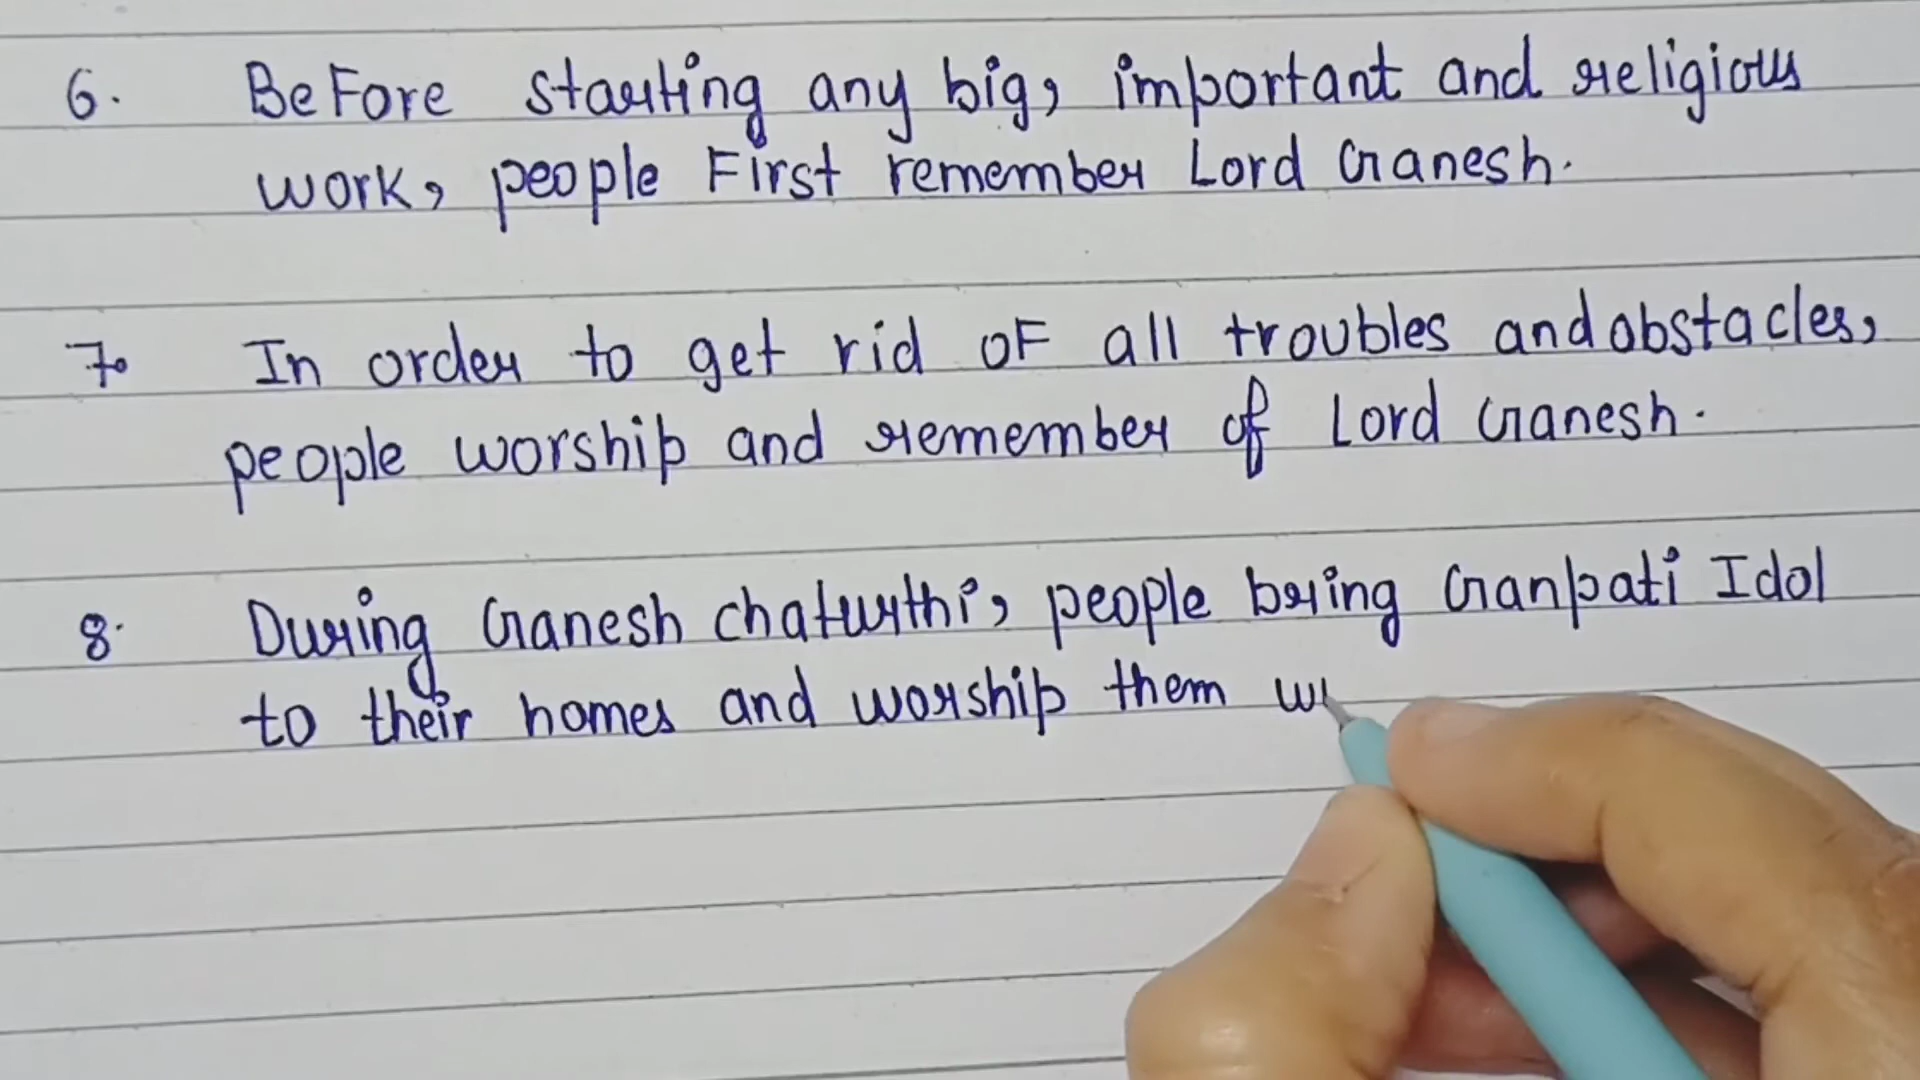 6. Before starting any big, important and religious
work, people First remember Lord Ganesh.
7. In order to get rid of all troubles and obstacles,
people worship and remember of Lord Ganesh.
8. During Ganesh chaturthi, people bring Ganpati Idol
to their homes and worship them wi